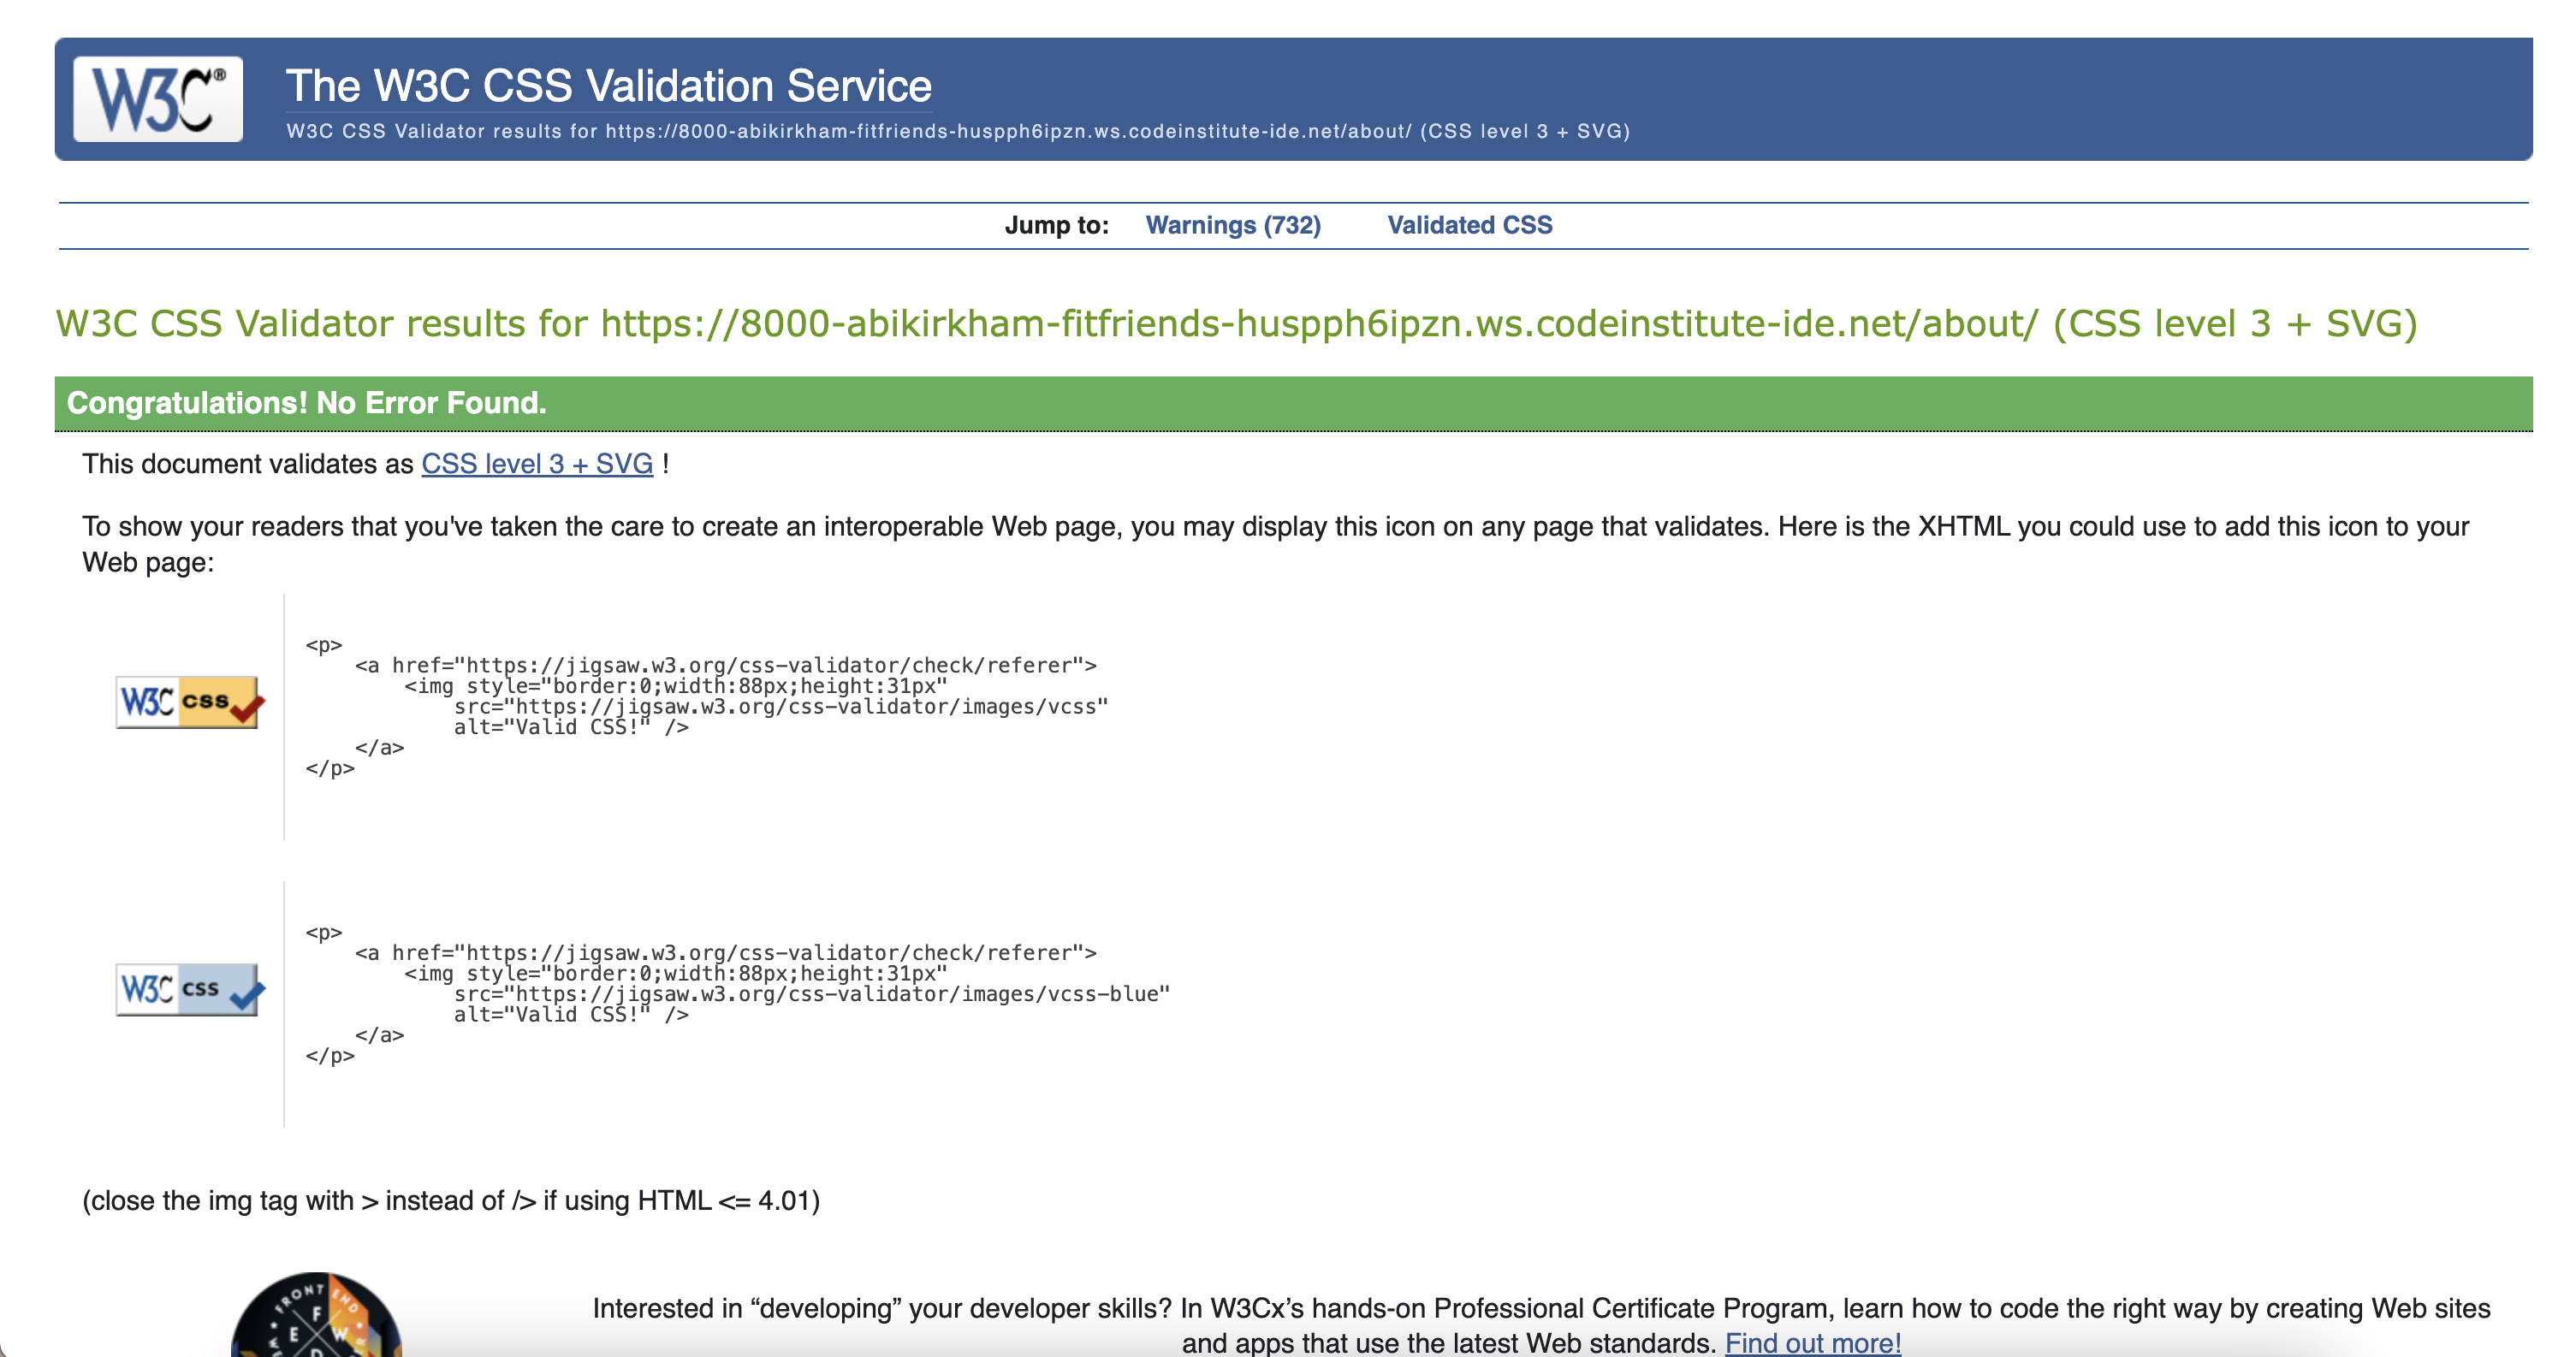 W3C®
The W3C CSS Validation Service
W3C CSS Validator results for https://8000-abikirkham-fitfriends-huspph6ipzn.ws.codeinstitute-ide.net/about/ (CSS level 3 + SVG)
Jump to: Warnings (732) Validated CSS
W3C CSS Validator results for https://8000-abikirkham-fitfriends-huspph6ipzn.ws.codeinstitute-ide.net/about/ (CSS level 3 + SVG)
Congratulations! No Error Found.
This document validates as CSS level 3 + SVG !
To show your readers that you've taken the care to create an interoperable Web page, you may display this icon on any page that validates. Here is the XHTML you could use to add this icon to your
Web page:
W3C css
<p>
<a href="https://jigsaw.w3.org/css-validator/check/referer">
<img style="border:0;width:88px;height:31px"
src="https://jigsaw.w3.org/css-validator/images/vcss"
alt="Valid CSS!" />
</a>
</p>
W3C css
<p>
<a href="https://jigsaw.w3.org/css-validator/check/referer">
<img style="border:0;width:88px;height:31px"
src="https://jigsaw.w3.org/css-validator/images/vcss-blue"
alt="Valid CSS!" />
</a>
</p>
(close the img tag with > instead of /> if using HTML <= 4.01)
FRONT END
F
E W
D
Interested in “developing” your developer skills? In W3Cx’s hands-on Professional Certificate Program, learn how to code the right way by creating Web sites
and apps that use the latest Web standards. Find out more!